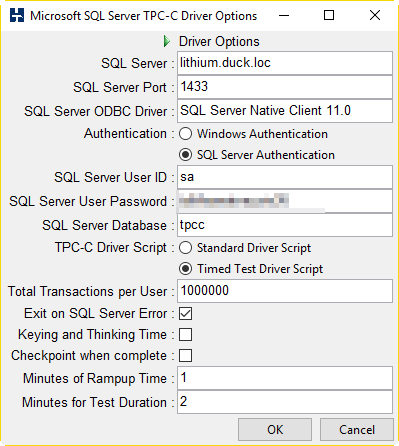 Microsoft SQL Server TPC-C Driver Options
Driver Options
SQL Server : lithium.duck.loc
SQL Server Port : 1433
SQL Server ODBC Driver : SQL Server Native Client 11.0
Authentication : Windows Authentication
SQL Server Authentication
SQL Server User ID : sa
SQL Server User Password :
SQL Server Database : tpcc
TPC-C Driver Script : Standard Driver Script
Timed Test Driver Script
Total Transactions per User : 1000000
Exit on SQL Server Error :
Keying and Thinking Time :
Checkpoint when complete :
Minutes of Rampup Time : 1
Minutes for Test Duration : 2
OK Cancel